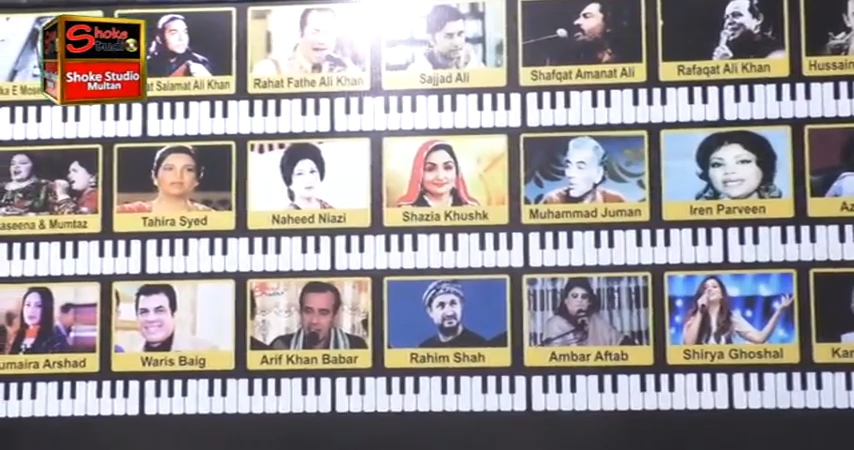 Shoke
Studio
Shoke Studio
Multan
Salamat Ali Khan
Rahat Fathe Ali Khan
Sajjad Ali
Shafqat Amanat Ali
Rafaqat Ali Khan
Hussain
& Mumtaz
Tahira Syed
Naheed Niazi
Shazia Khushk
Muhammad Juman
Iren Parveen
umaira Arshad
Waris Baig
Arif Khan Babar
Rahim Shah
Ambar Aftab
Shirya Ghoshal